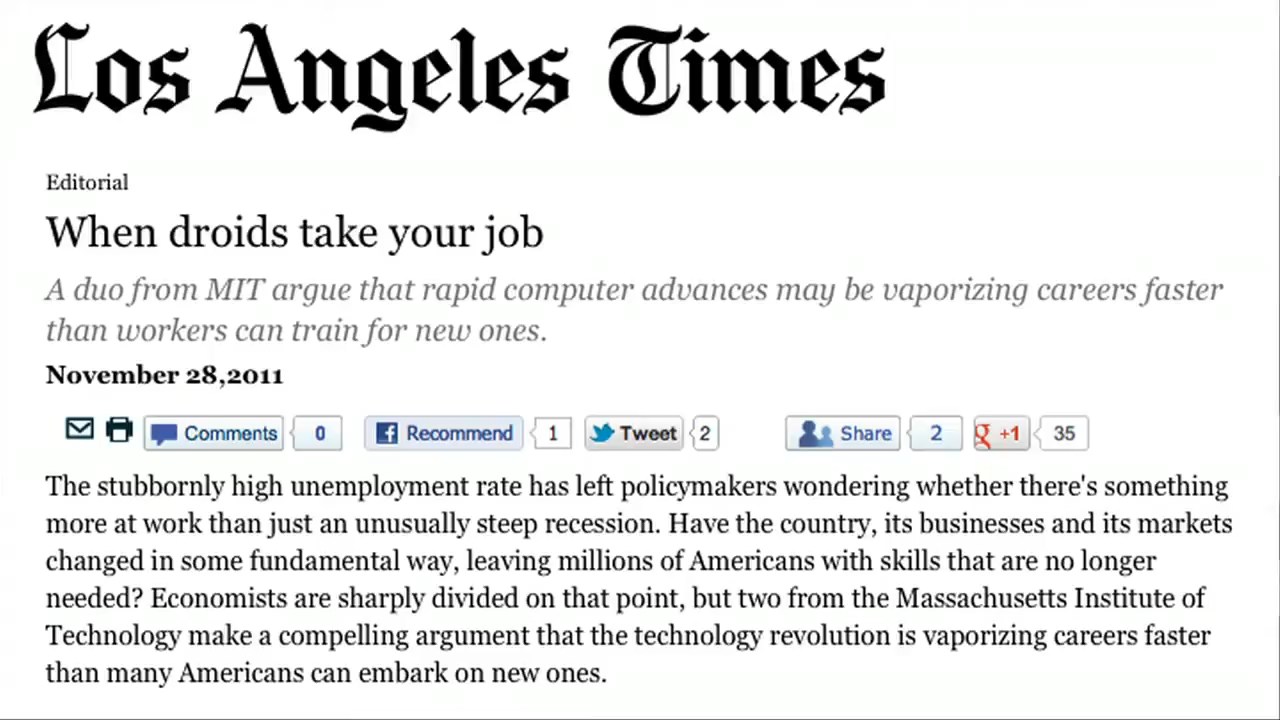 Los Angeles Times
Editorial
When droids take your job
A duo from MIT argue that rapid computer advances may be vaporizing careers faster
than workers can train for new ones.
November 28,2011
Comments 0 Recommend 1 Tweet 2 Share 2 +1 35
The stubbornly high unemployment rate has left policymakers wondering whether there's something
more at work than just an unusually steep recession. Have the country, its businesses and its markets
changed in some fundamental way, leaving millions of Americans with skills that are no longer
needed? Economists are sharply divided on that point, but two from the Massachusetts Institute of
Technology make a compelling argument that the technology revolution is vaporizing careers faster
than many Americans can embark on new ones.